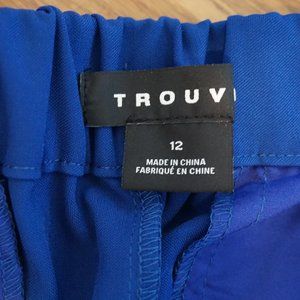 TROUV
12
MADE IN CHINA
FABRIQUÉ EN CHINE